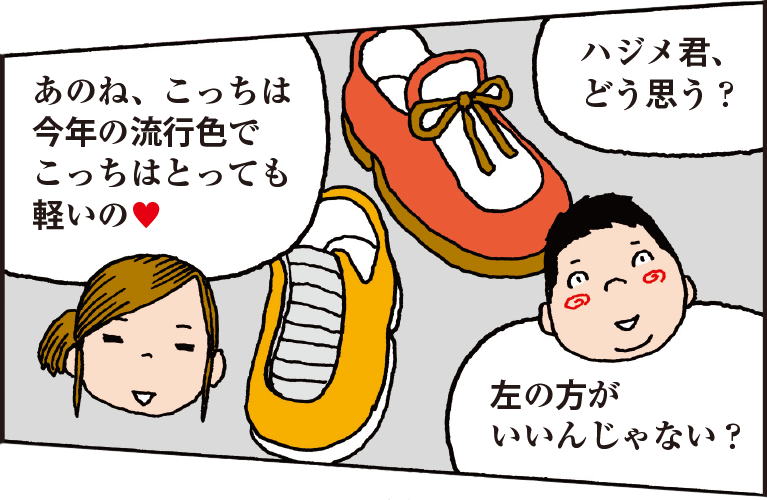 ハジメ君、
どう思う？
あのね、こっちは
今年の流行色で
こっちはとっても
軽いの♥
左の方が
いいんじゃない？